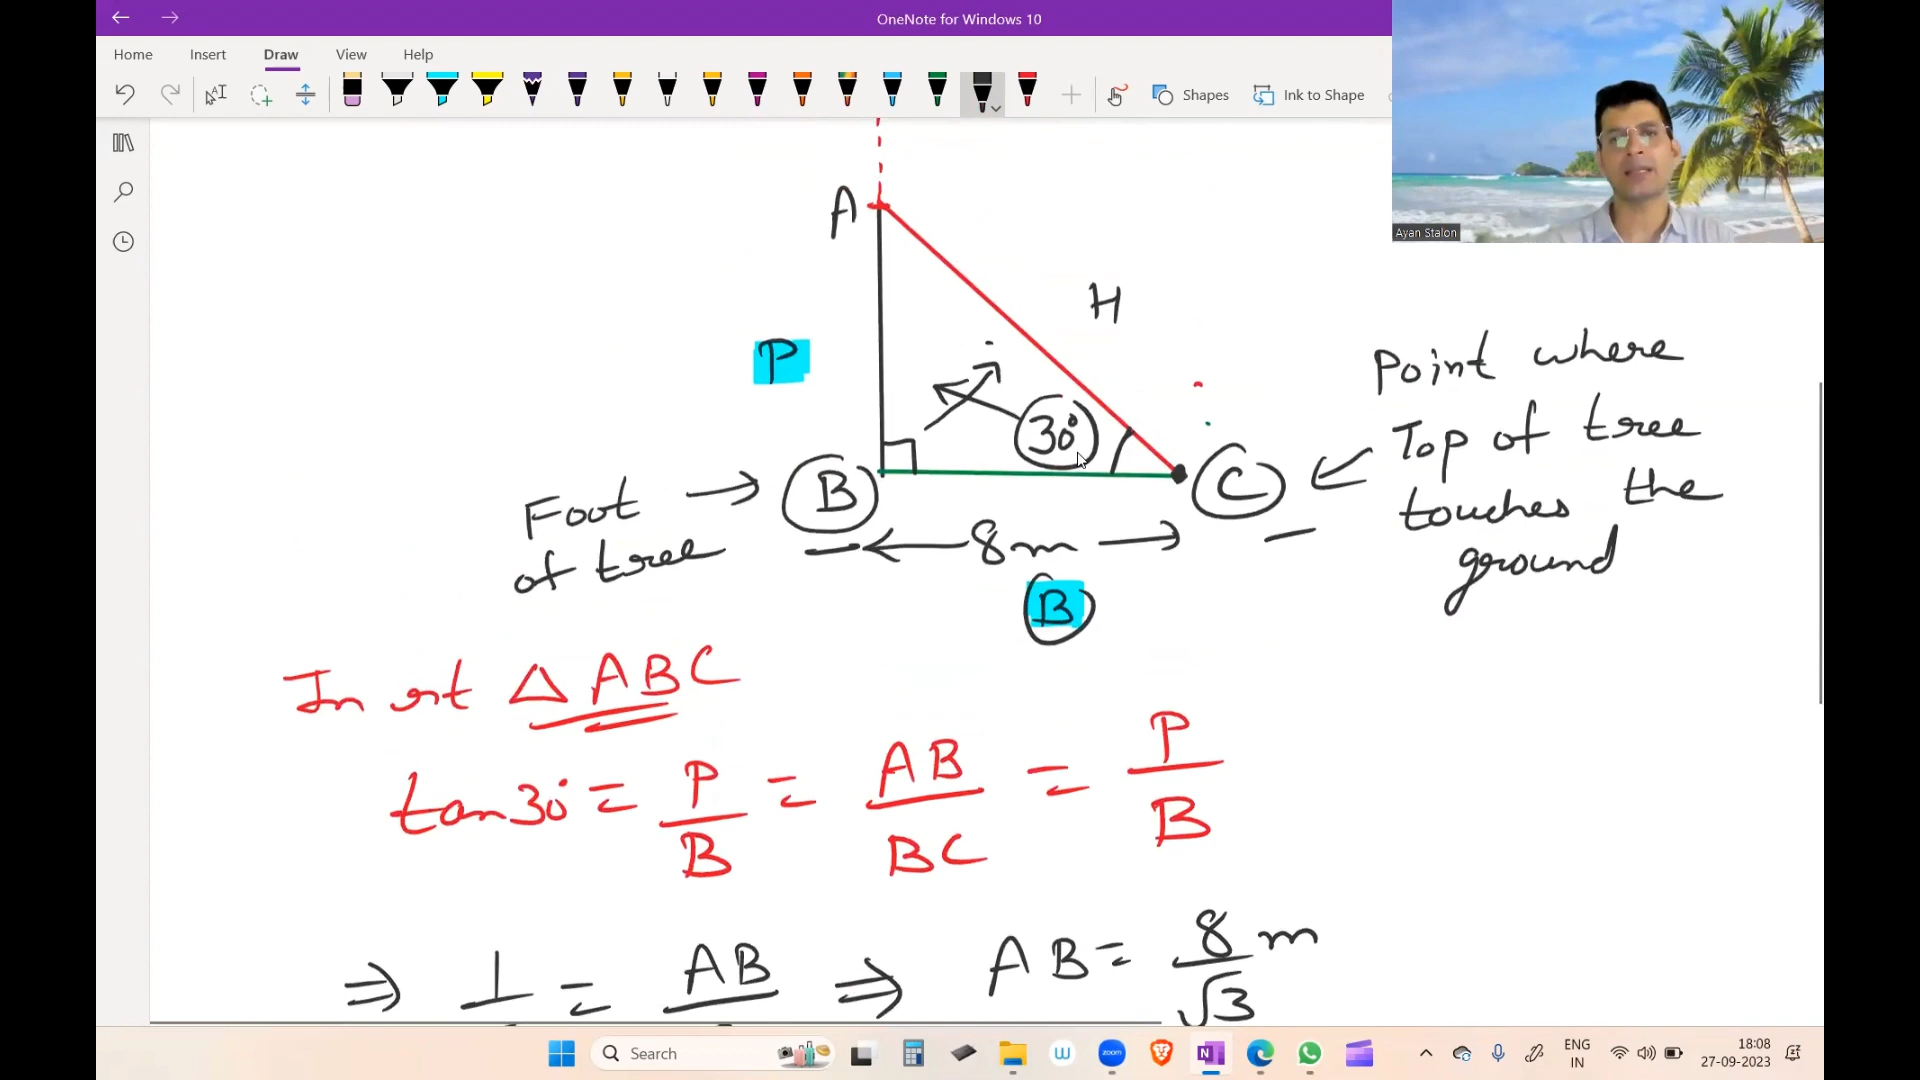 OneNote for Windows 10
Home Insert Draw View Help
Shapes Ink to Shape
Ayan Stalon
A
H
P
30°
Point where
Top of tree
touches the
ground
Foot
of tree
B
C
8m
B
In rt △ABC
tan30° = P/B = AB/BC = P/B
⇒ 1 = AB ⇒ AB = 8/√3 m
Search
zoom
ENG
IN
18:08
27-09-2023